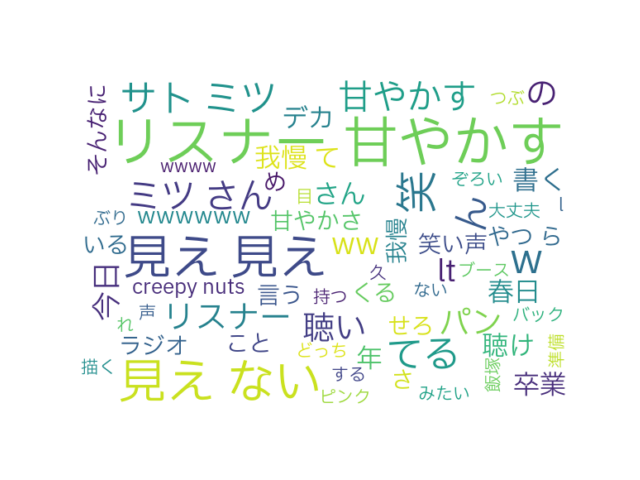 そんなに
サト ミツ
デカ
甘やかす
つぶ
の
リスナー 甘やかす
wwww
我慢 て
ミツ さん
め
目
さん
笑
ん
ぞろい
書く
大丈夫
l
ぶり
wwwwww
甘やかさ
いる
見え 見え
ww
我慢
笑い声
やつ ら
w
今日
creepy nuts
言う
久
持つ
くる
lt
ない
ブース
春日
れ
声
リスナー
聴い
せろ
パン
バック
ラジオ
こと
どっち
年
てる
聴け
準備
描く
見え ない
する
ピンク
さ
みたい
飯塚
卒業